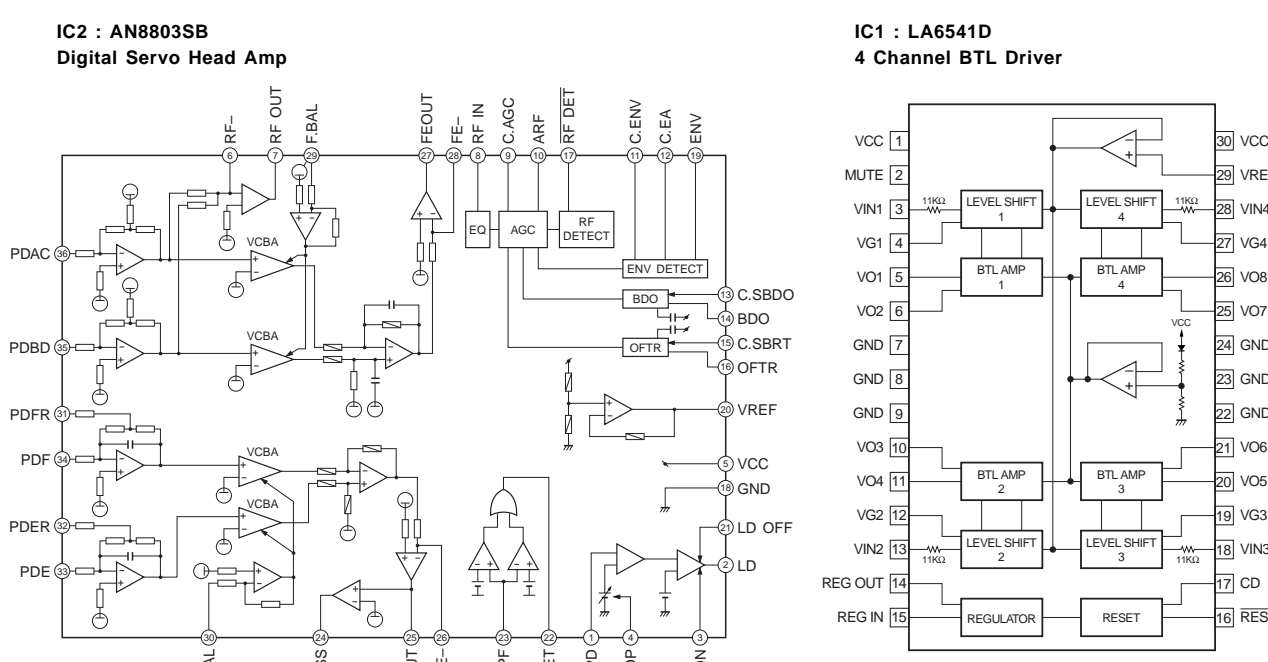 IC2 : AN8803SB
Digital Servo Head Amp
RF–
RF OUT
F.BAL
FEOUT
FE–
RF IN
C.AGC
ARF
RF DET
C.ENV
C.EA
ENV
6
7
29
27
28
8
9
10
17
11
12
19
PDAC 36
VCBA
EQ
AGC
RF DETECT
ENV DETECT
BDO
13 C.SBDO
14 BDO
PDBD 35
VCBA
OFTR
15 C.SBRT
16 OFTR
PDFR 31
20 VREF
PDF 34
VCBA
5 VCC
18 GND
VCBA
PDER 32
21 LD OFF
PDE 33
2 LD
30
24
25
26
23
22
1
4
3
IC1 : LA6541D
4 Channel BTL Driver
VCC 1
30 VCC
MUTE 2
29 VRE
VIN1 3
11KΩ
LEVEL SHIFT 1
LEVEL SHIFT 4
11KΩ
28 VIN4
VG1 4
27 VG4
VO1 5
BTL AMP 1
BTL AMP 4
26 VO8
VO2 6
25 VO7
VCC
GND 7
24 GND
GND 8
23 GND
GND 9
22 GND
VO3 10
21 VO6
VO4 11
BTL AMP 2
BTL AMP 3
20 VO5
VG2 12
19 VG3
VIN2 13
11KΩ
LEVEL SHIFT 2
LEVEL SHIFT 3
11KΩ
18 VIN3
REG OUT 14
17 CD
REG IN 15
REGULATOR
RESET
16 RES